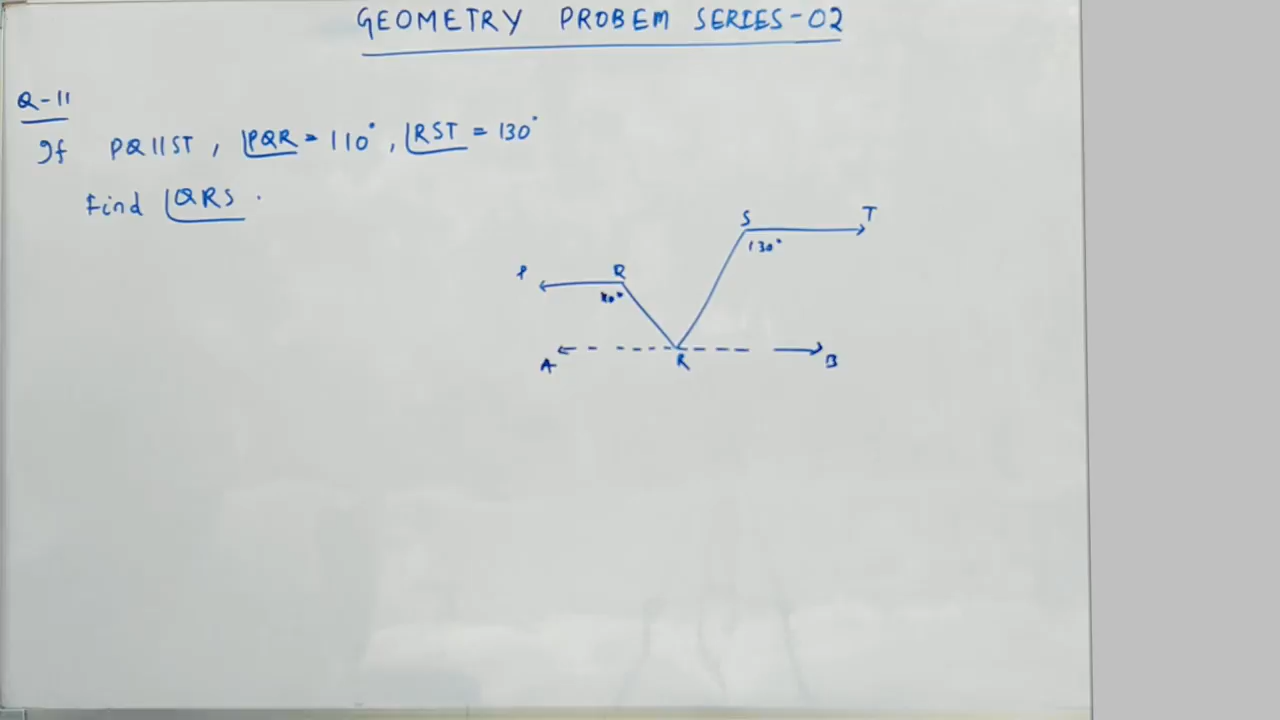 GEOMETRY PROBEM SERIES-02
Q-11
If PQ||ST, ∠PQR = 110°, ∠RST = 130°
Find ∠QRS.
S T
130°
P Q
A R B